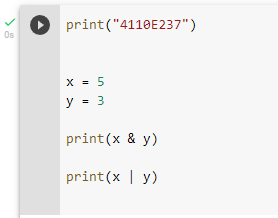 print("4110E237")
0s
x = 5
y = 3
print(x & y)
print(x | y)